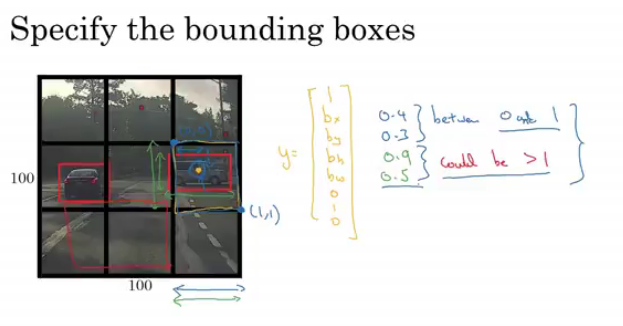 Specify the bounding boxes
(0,0)
100
(1,1)
100
y=
1
bx
by
bh
bw
0
1
0
0.4
0.3
between 0 and 1
0.9
0.5
could be >1